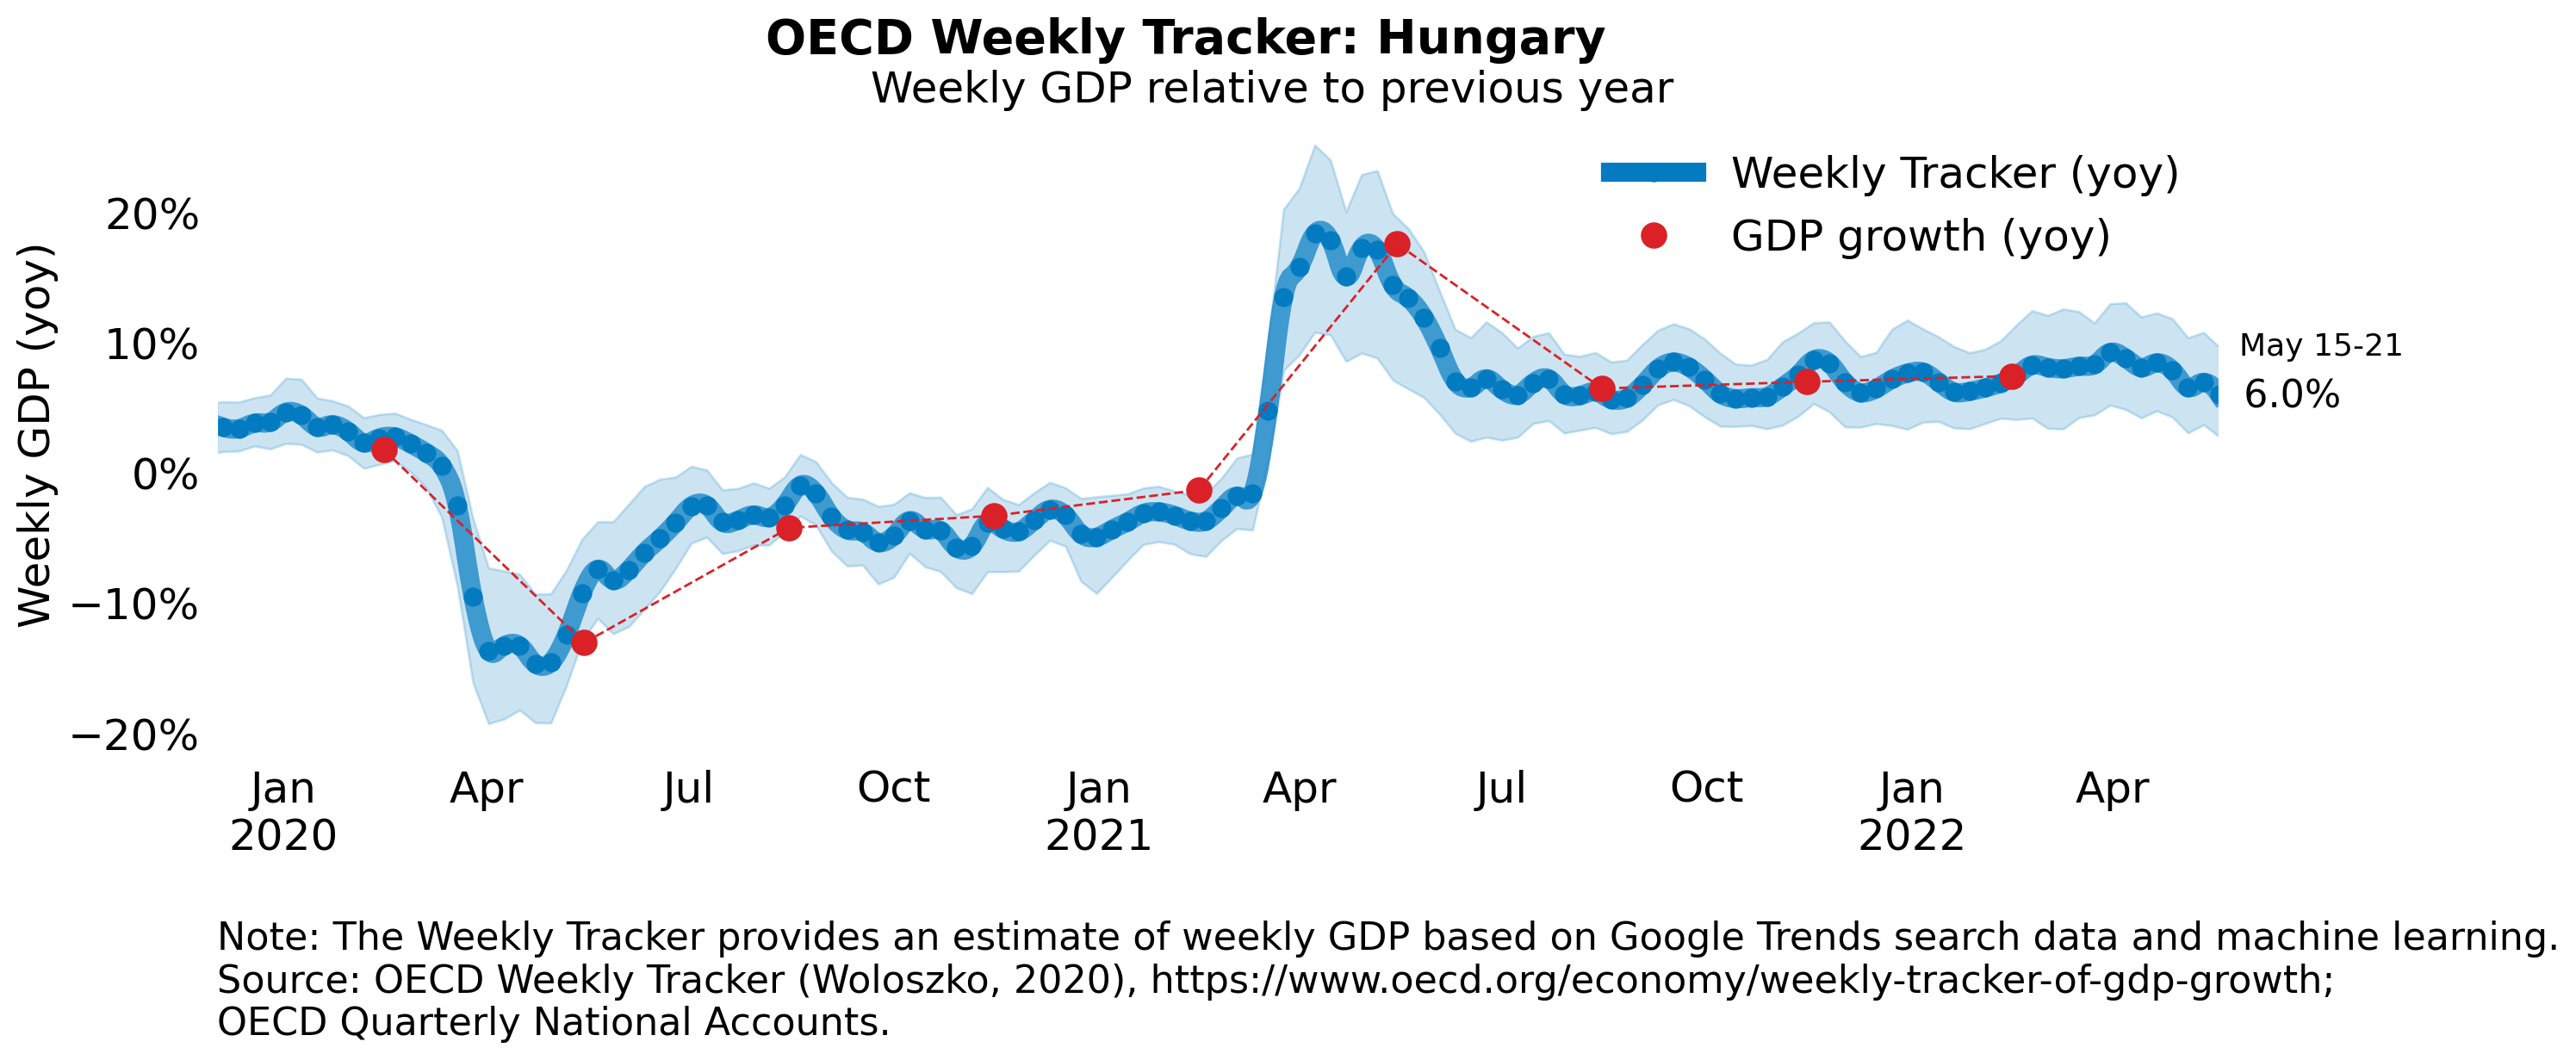 OECD Weekly Tracker: Hungary
Weekly GDP relative to previous year
Weekly Tracker (yoy)
GDP growth (yoy)
Weekly GDP (yoy)
20%
10%
0%
−10%
−20%
May 15-21
6.0%
Jan Apr Jul Oct Jan Apr Jul Oct Jan Apr
2020 2021 2022
Note: The Weekly Tracker provides an estimate of weekly GDP based on Google Trends search data and machine learning.
Source: OECD Weekly Tracker (Woloszko, 2020), https://www.oecd.org/economy/weekly-tracker-of-gdp-growth;
OECD Quarterly National Accounts.